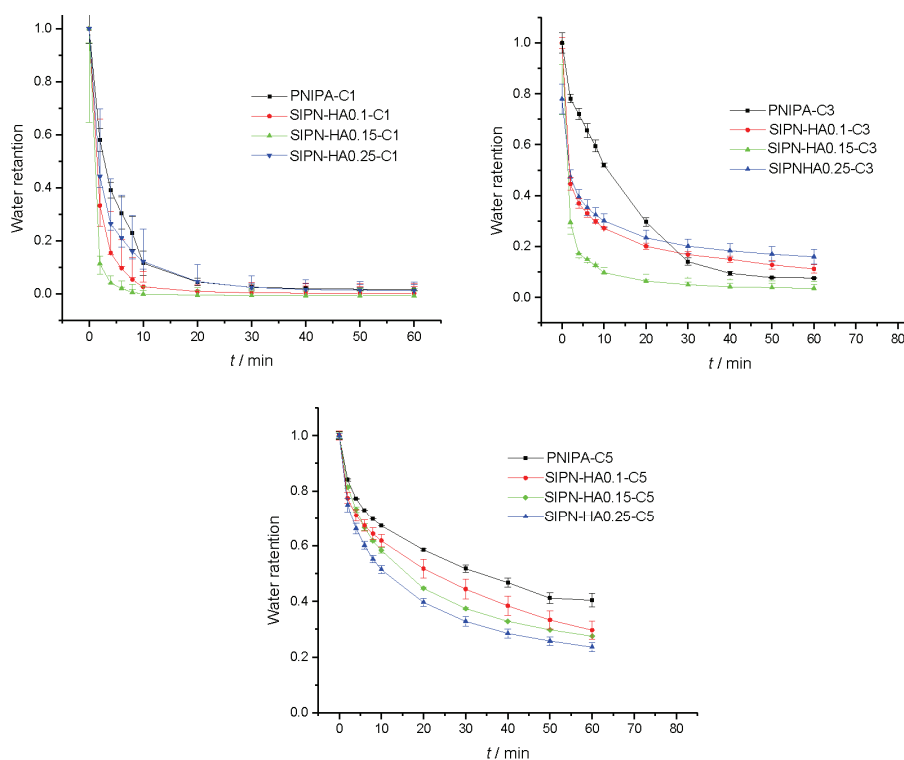 1.0
0.8
0.6
0.4
0.2
0.0
Water retantion
PNIPA-C1
SIPN-HA0.1-C1
SIPN-HA0.15-C1
SIPN-HA0.25-C1
0 10 20 30 40 50 60
t / min
1.0
0.8
0.6
0.4
0.2
0.0
Water ratention
PNIPA-C3
SIPN-HA0.1-C3
SIPN-HA0.15-C3
SIPNHA0.25-C3
0 10 20 30 40 50 60 70 80
t / min
1.0
0.8
0.6
0.4
0.2
0.0
Water ratention
PNIPA-C5
SIPN-HA0.1-C5
SIPN-HA0.15-C5
SIPN-HA0.25-C5
0 10 20 30 40 50 60 70 80
t / min